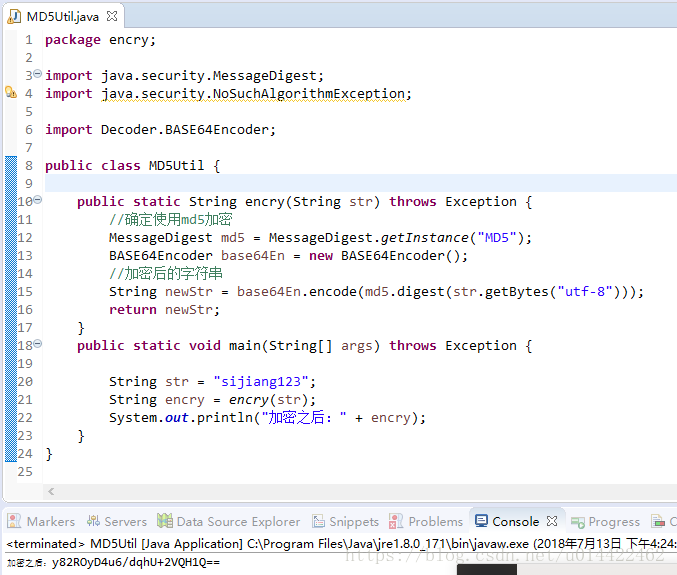 MD5Util.java
1 package encry;
2
3 import java.security.MessageDigest;
4 import java.security.NoSuchAlgorithmException;
5
6 import Decoder.BASE64Encoder;
7
8 public class MD5Util {
9
10 public static String encry(String str) throws Exception {
11 //确定使用md5加密
12 MessageDigest md5 = MessageDigest.getInstance("MD5");
13 BASE64Encoder base64En = new BASE64Encoder();
14 //加密后的字符串
15 String newStr = base64En.encode(md5.digest(str.getBytes("utf-8")));
16 return newStr;
17 }
18 public static void main(String[] args) throws Exception {
19
20 String str = "sijiang123";
21 String encry = encry(str);
22 System.out.println("加密之后：" + encry);
23 }
24 }
25
Markers Servers Data Source Explorer Snippets Problems Console Progress C
<terminated> MD5Util [Java Application] C:\Program Files\Java\jre1.8.0_171\bin\javaw.exe (2018年7月13日 下午4:24:
加密之后：y82ROyD4u6/dqhU+2VQH1Q==
https://blog.csdn.net/u014422462